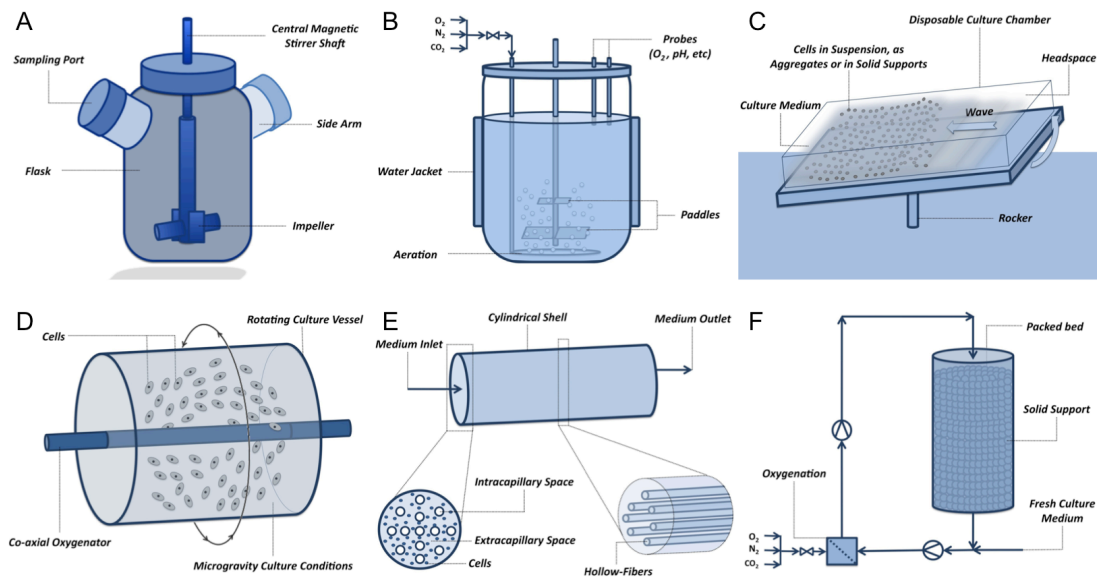 A
Central Magnetic
Stirrer Shaft
Sampling Port
Side Arm
Flask
Impeller
B
O2
N2
CO2
Probes
(O2, pH, etc)
Water Jacket
Paddles
Aeration
C
Disposable Culture Chamber
Cells in Suspension, as
Aggregates or in Solid Supports
Headspace
Culture Medium
Wave
Rocker
D
Cells
Rotating Culture Vessel
Co-axial Oxygenator
Microgravity Culture Conditions
E
Cylindrical Shell
Medium Outlet
Medium Inlet
Intracapillary Space
Extracapillary Space
Cells
Hollow-Fibers
F
Packed bed
Solid Support
Oxygenation
Fresh Culture
Medium
O2
N2
CO2